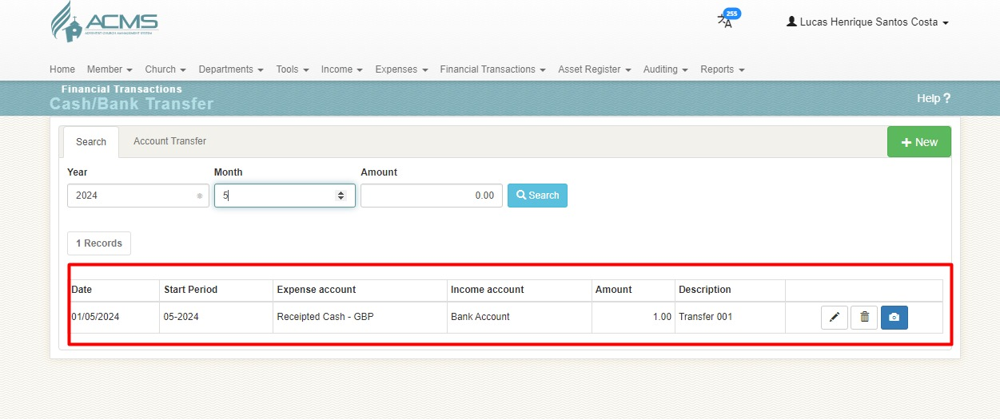 ACMS
ADVENTIST CHURCH MANAGEMENT SYSTEM
255
Lucas Henrique Santos Costa
Home Member Church Departments Tools Income Expenses Financial Transactions Asset Register Auditing Reports
Financial Transactions
Cash/Bank Transfer
Help ?
Search Account Transfer
+ New
Year Month Amount
2024 5 0.00 Search
1 Records
Date Start Period Expense account Income account Amount Description
01/05/2024 05-2024 Receipted Cash - GBP Bank Account 1.00 Transfer 001